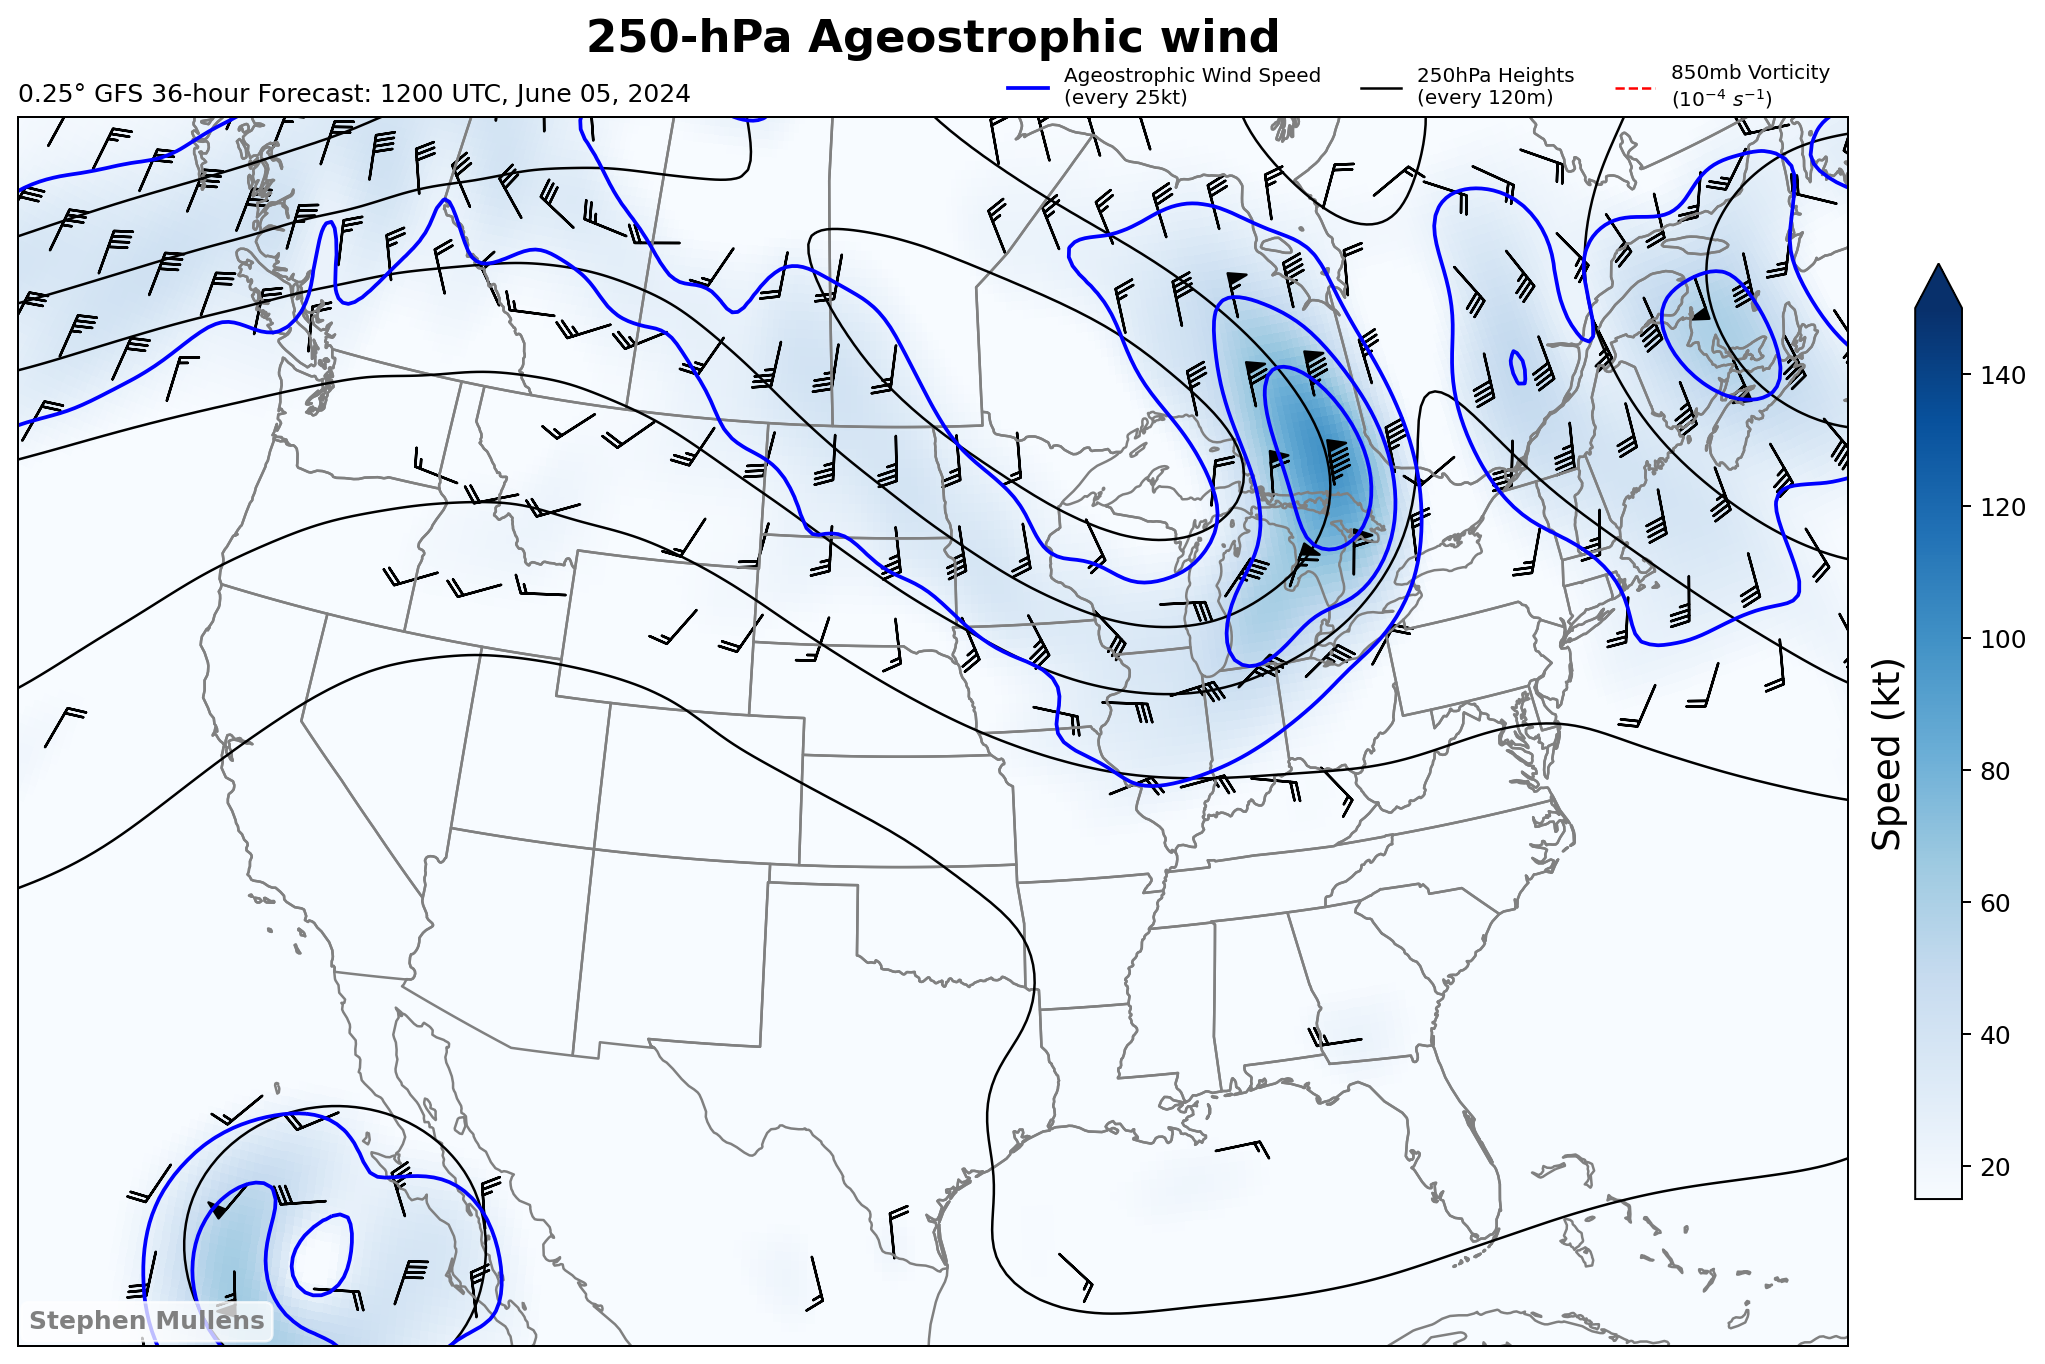 250-hPa Ageostrophic wind
0.25° GFS 36-hour Forecast: 1200 UTC, June 05, 2024
Ageostrophic Wind Speed
(every 25kt)
250hPa Heights
(every 120m)
850mb Vorticity
(10⁻⁴ s⁻¹)
140
120
100
80
60
40
20
Speed (kt)
Stephen Mullens